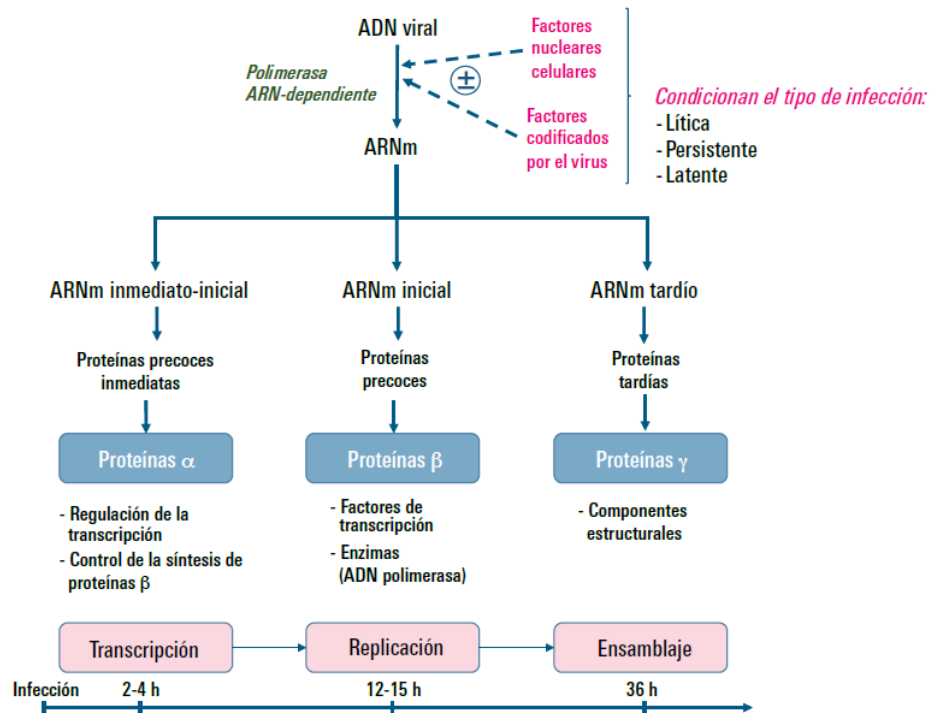 ADN viral
Polimerasa
ARN-dependiente
±
Factores
nucleares
celulares
Factores
codificados
por el virus
Condicionan el tipo de infección:
- Lítica
- Persistente
- Latente
ARNm
ARNm inmediato-inicial
ARNm inicial
ARNm tardío
Proteínas precoces
inmediatas
Proteínas
precoces
Proteínas
tardías
Proteínas α
Proteínas β
Proteínas γ
- Regulación de la
transcripción
- Control de la síntesis de
proteínas β
- Factores de
transcripción
- Enzimas
(ADN polimerasa)
- Componentes
estructurales
Transcripción
Replicación
Ensamblaje
Infección
2-4 h
12-15 h
36 h